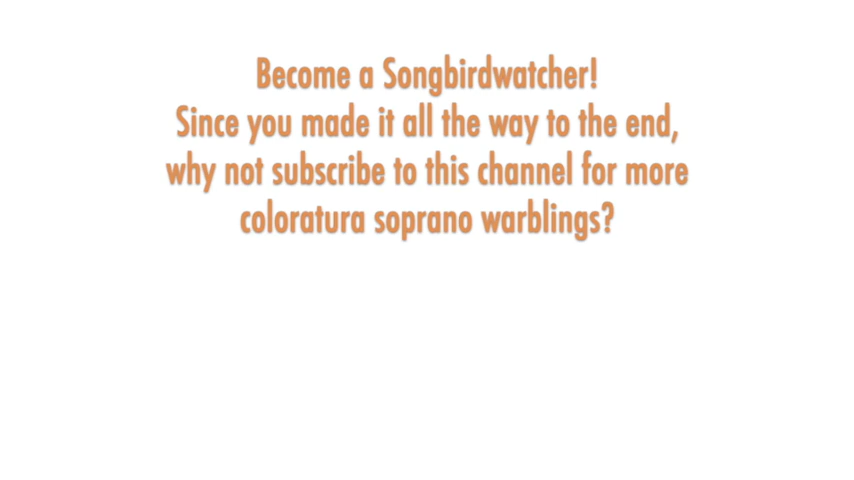 Become a Songbirdwatcher!
Since you made it all the way to the end,
why not subscribe to this channel for more
coloratura soprano warblings?